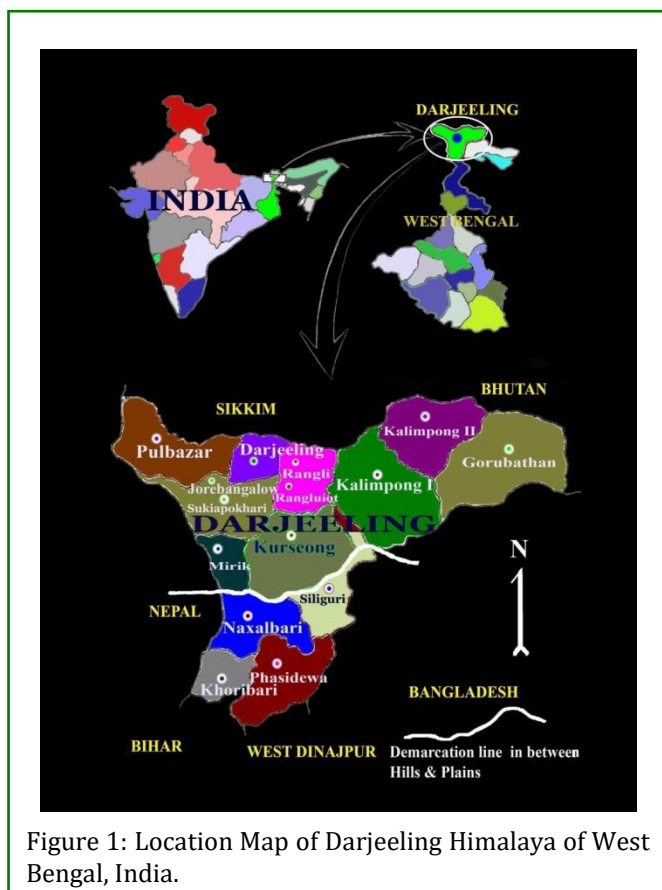 DARJEELING
INDIA
WEST BENGAL
BHUTAN
SIKKIM
Kalimpong II
Pulbazar
Darjeeling
Rangli
Gorubathan
Kalimpong I
Jorebangalow
Rangluiot
Sukiapokhari
DARJEELING
Kurseong
N
Mirik
Siliguri
NEPAL
Naxalbari
Phasidewa
Khoribari
BANGLADESH
BIHAR
WEST DINAJPUR
Demarcation line in between
Hills & Plains
Figure 1: Location Map of Darjeeling Himalaya of West
Bengal, India.